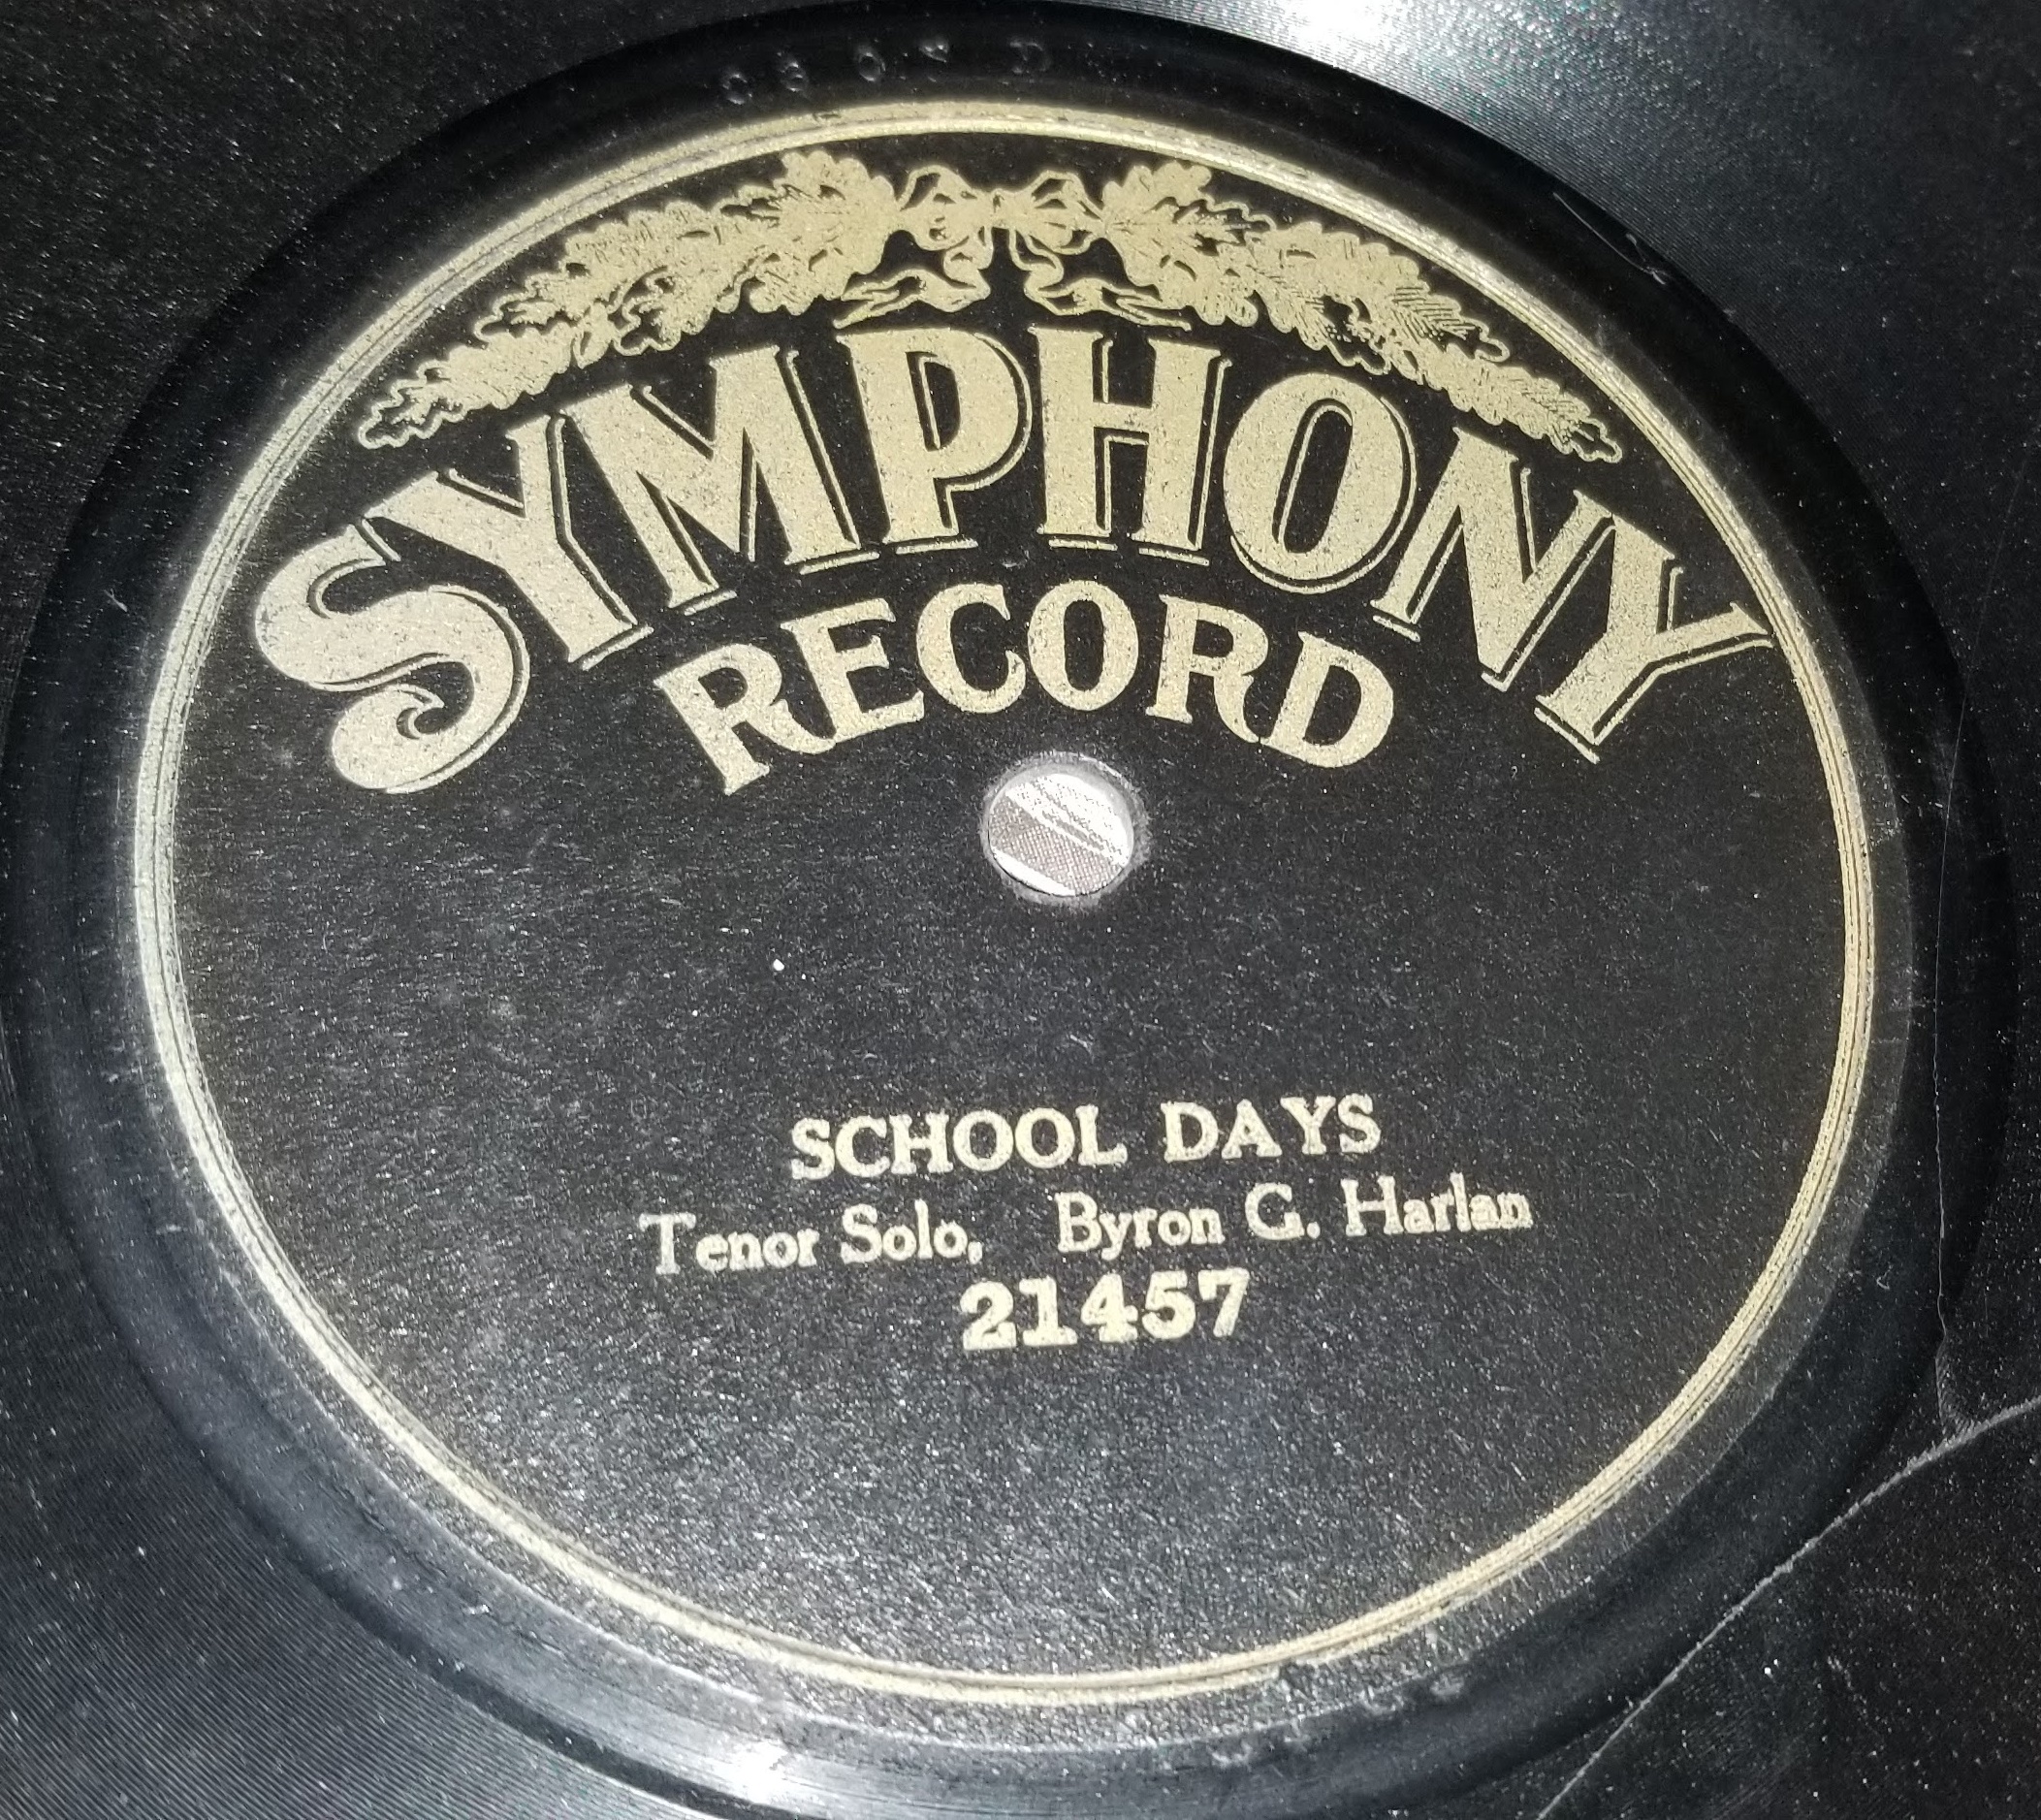 SYMPHONY
RECORD
SCHOOL DAYS
Tenor Solo, Byron G. Harlan
21457